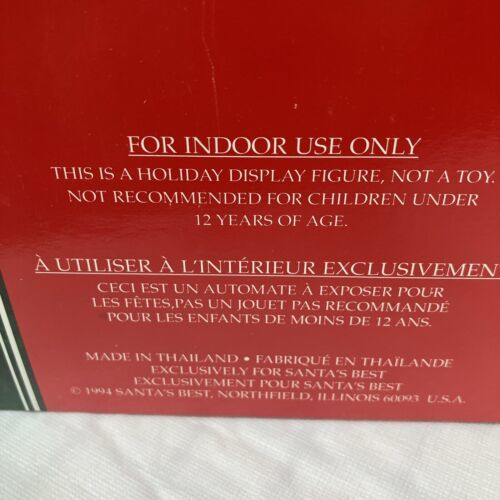 FOR INDOOR USE ONLY
THIS IS A HOLIDAY DISPLAY FIGURE, NOT A TOY.
NOT RECOMMENDED FOR CHILDREN UNDER
12 YEARS OF AGE.
À UTILISER À L'INTÉRIEUR EXCLUSIVEMEN
CECI EST UN AUTOMATE À EXPOSER POUR
LES FÊTES,PAS UN JOUET PAS RECOMMANDÉ
POUR LES ENFANTS DE MOINS DE 12 ANS.
MADE IN THAILAND • FABRIQUÉ EN THAÏLANDE
EXCLUSIVELY FOR SANTA'S BEST
EXCLUSIVEMENT POUR SANTA'S BEST
© 1994 SANTA'S BEST, NORTHFIELD, ILLINOIS 60093 U.S.A.